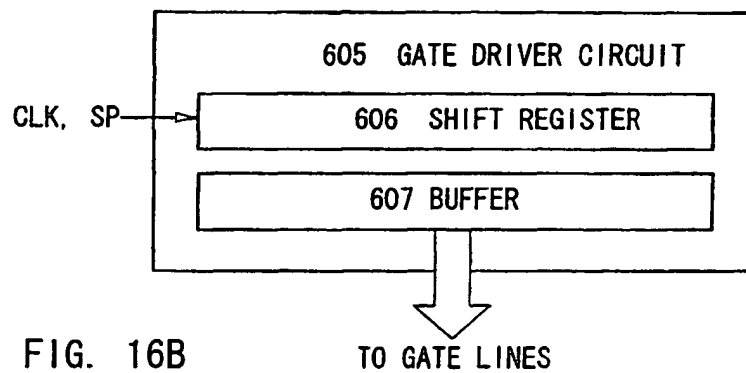 605 GATE DRIVER CIRCUIT
CLK, SP
606 SHIFT REGISTER
607 BUFFER
FIG. 16B
TO GATE LINES